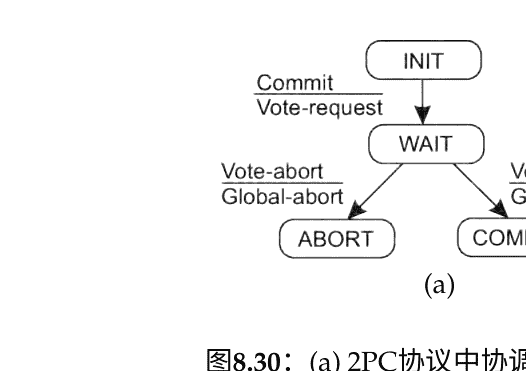 INIT
Commit
Vote-request
WAIT
Vote-abort
Global-abort
ABORT
(a)
图8.30：(a) 2PC协议中协调